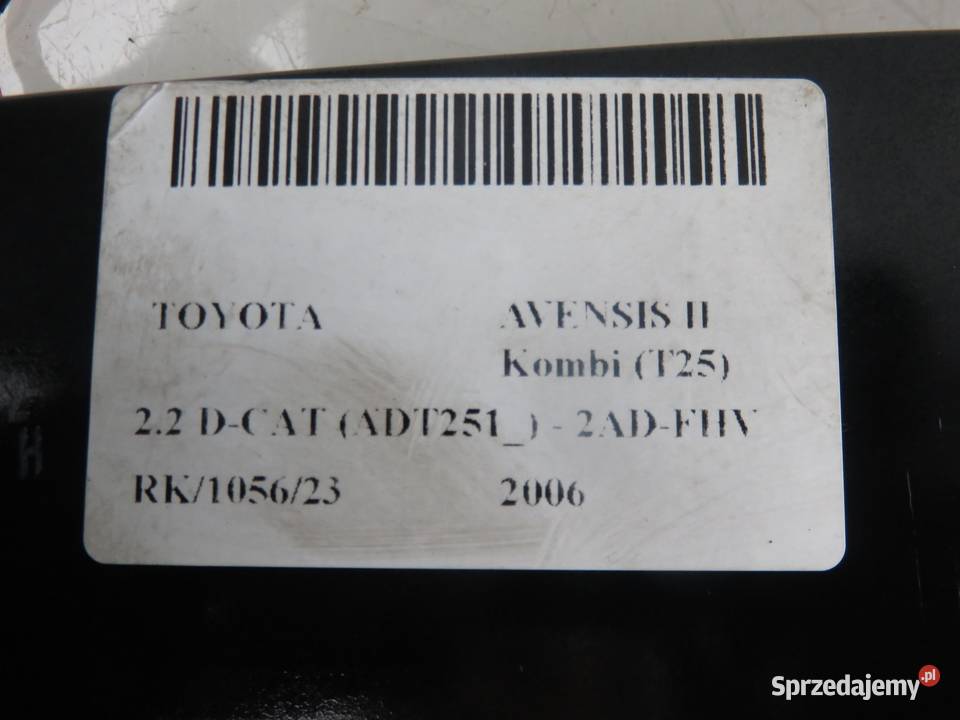 TOYOTA AVENSIS II
Kombi (T25)
2.2 D-CAT (ADT251_) - 2AD-FHV
RK/1056/23 2006
Sprzedajemy.pl